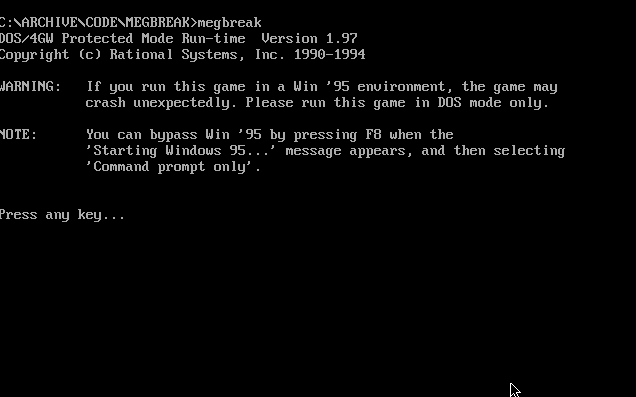 C:\ARCHIVE\CODE\MEGBREAK>megbreak
DOS/4GW Protected Mode Run-time  Version 1.97
Copyright (c) Rational Systems, Inc. 1990-1994
WARNING:   If you run this game in a Win '95 environment, the game may
crash unexpectedly. Please run this game in DOS mode only.
NOTE:      You can bypass Win '95 by pressing F8 when the
'Starting Windows 95...' message appears, and then selecting
'Command prompt only'.
Press any key...